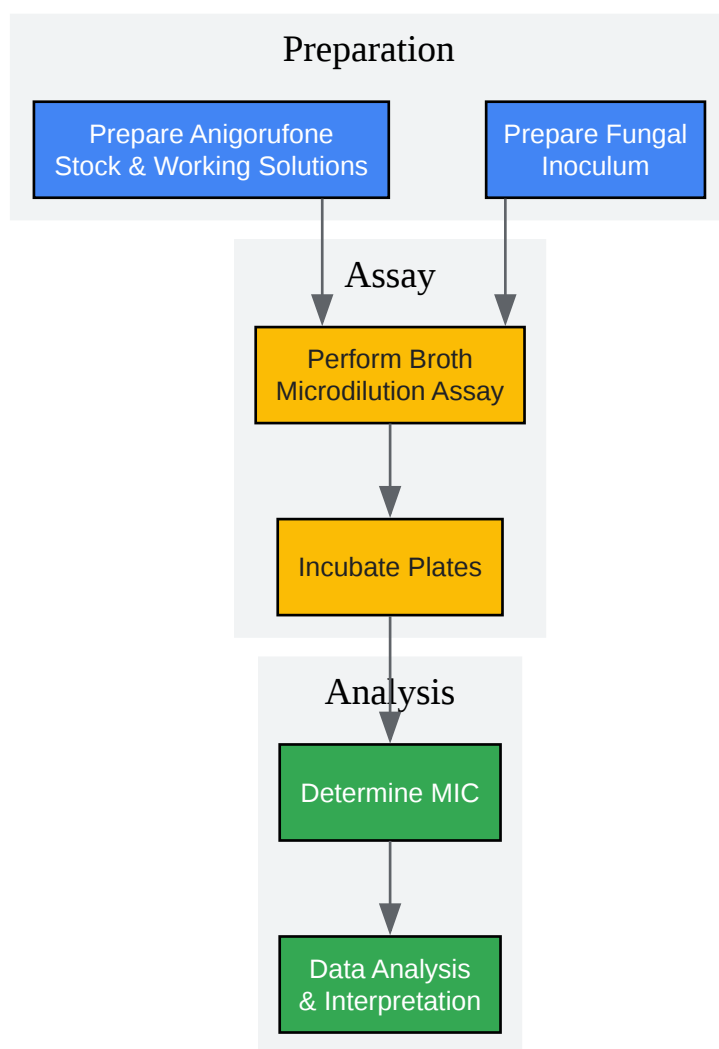 Preparation
Prepare Anigorufone
Stock & Working Solutions
Prepare Fungal
Inoculum
Assay
Perform Broth
Microdilution Assay
Incubate Plates
Analysis
Determine MIC
Data Analysis
& Interpretation